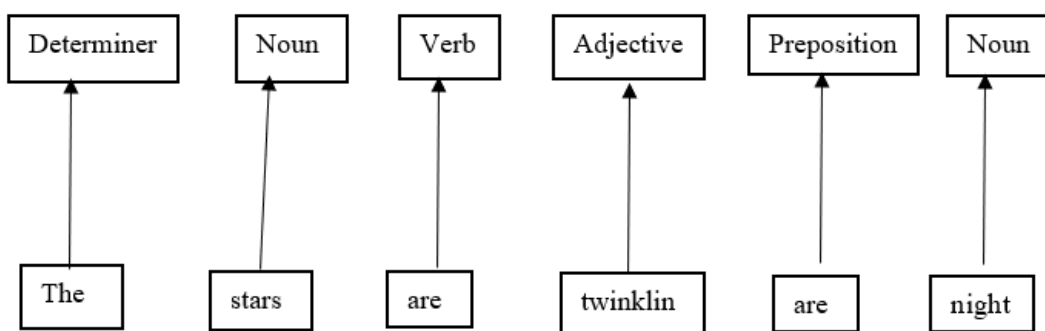 Determiner Noun Verb Adjective Preposition Noun
The stars are twinklin are night